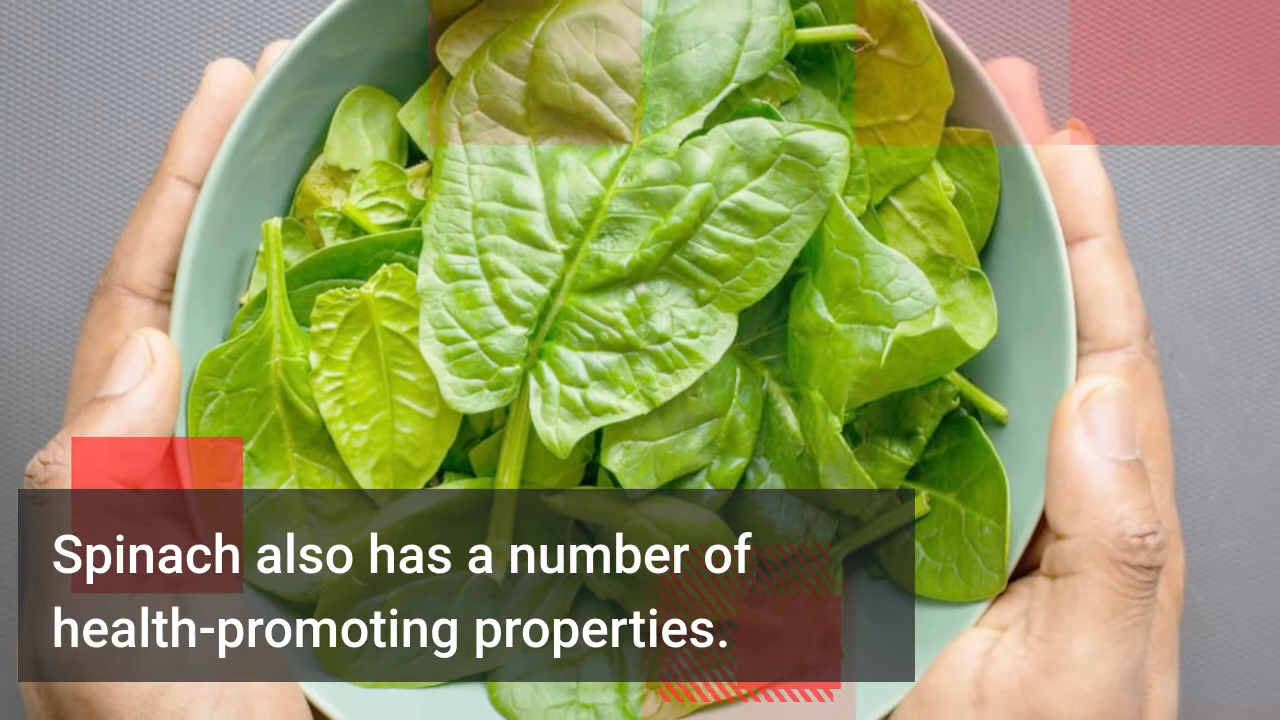 Spinach also has a number of
health-promoting properties.